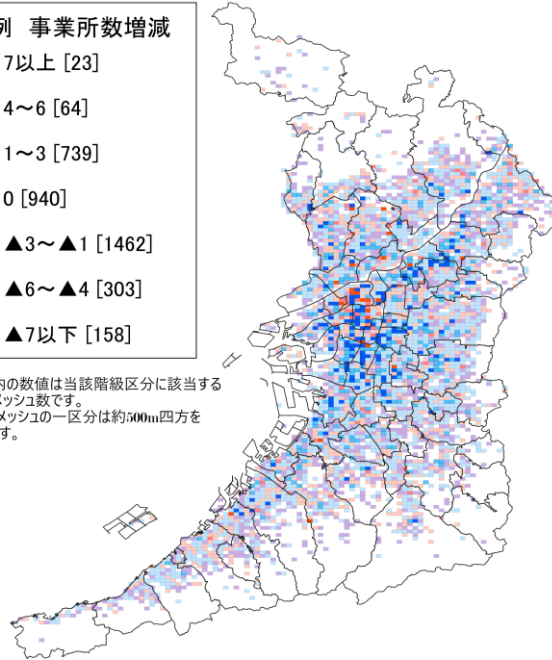 例 事業所数増減
7以上 [23]
4～6 [64]
1～3 [739]
0 [940]
▲3～▲1 [1462]
▲6～▲4 [303]
▲7以下 [158]
内の数値は当該階級区分に該当する
メッシュ数です。
メッシュの一区分は約500m四方を
す。